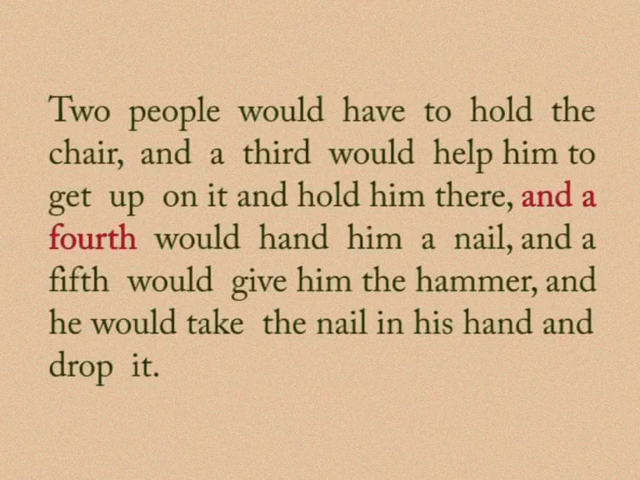 Two people would have to hold the
chair, and a third would help him to
get up on it and hold him there, and a
fourth would hand him a nail, and a
fifth would give him the hammer, and
he would take the nail in his hand and
drop it.